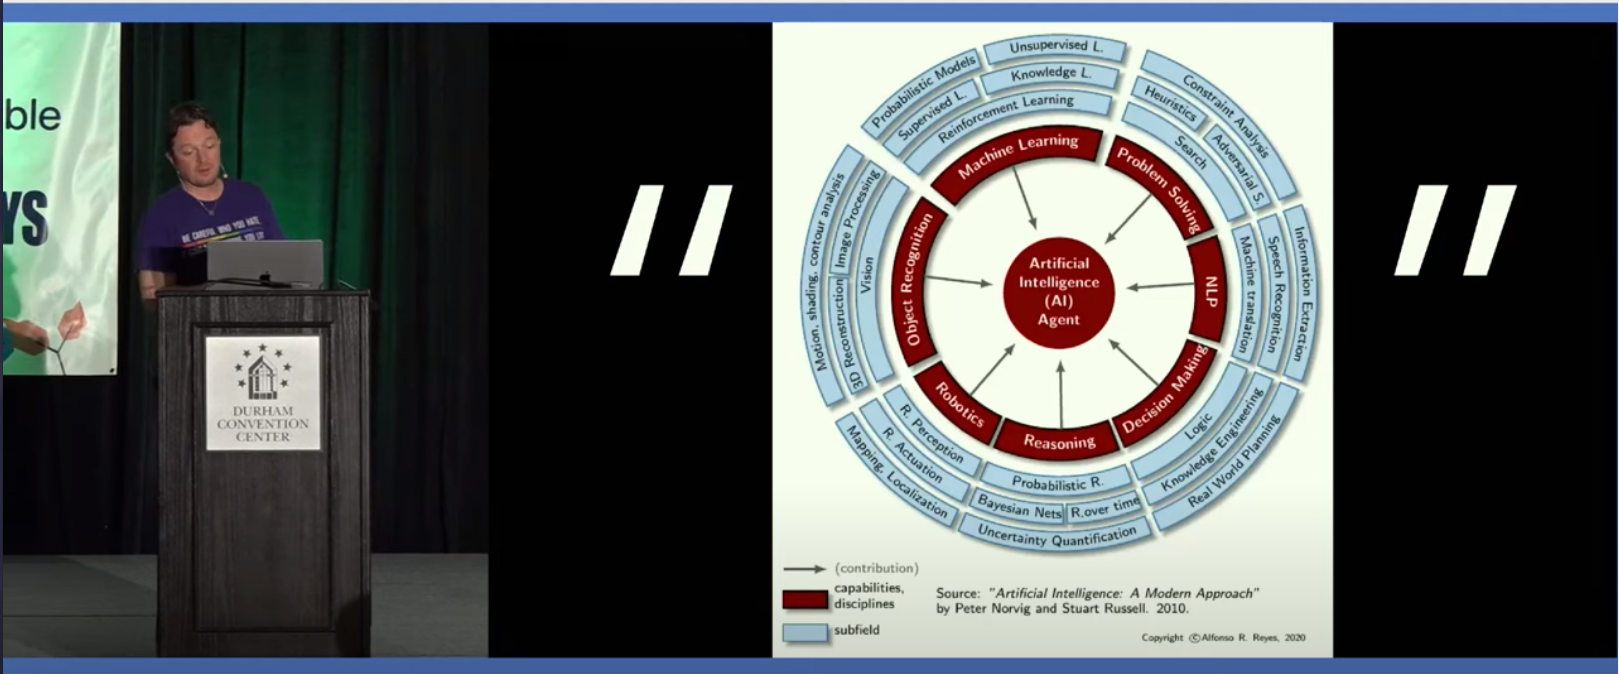 ble
YS
BE CAREFUL WHO YOU HATE
DURHAM
CONVENTION
CENTER
"
"
Unsupervised L.
Probabilistic Models
Knowledge L.
Supervised L.
Reinforcement Learning
Machine Learning
Constraint Analysis
Heuristics
Adversarial S.
Search
Problem Solving
Information Extraction
Speech Recognition
Machine translation
NLP
Motion, shading, contour analysis
Image Processing
3D Reconstruction
Vision
Object Recognition
Artificial
Intelligence
(AI)
Agent
Decision Making
Logic
Knowledge Engineering
Real World Planning
Robotics
R. Perception
R. Actuation
Mapping, Localization
Reasoning
Probabilistic R.
Bayesian Nets
R.over time
Uncertainty Quantification
(contribution)
capabilities,
disciplines
subfield
Source: "Artificial Intelligence: A Modern Approach"
by Peter Norvig and Stuart Russell. 2010.
Copyright ©Alfonso R. Reyes, 2020